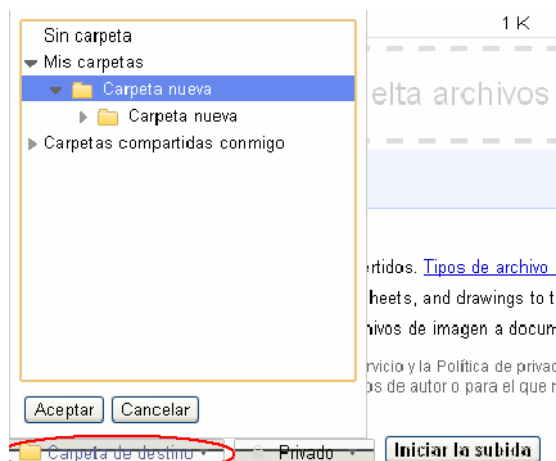 Sin carpeta
Mis carpetas
Carpeta nueva
Carpeta nueva
Carpetas compartidas conmigo
Aceptar Cancelar
Carpeta de destino
1 K
elta archivos
rtidos. Tipos de archivo
heets, and drawings to t
ivos de imagen a docum
rvicio y la Política de privac
os de autor o para el que
Privado
Iniciar la subida